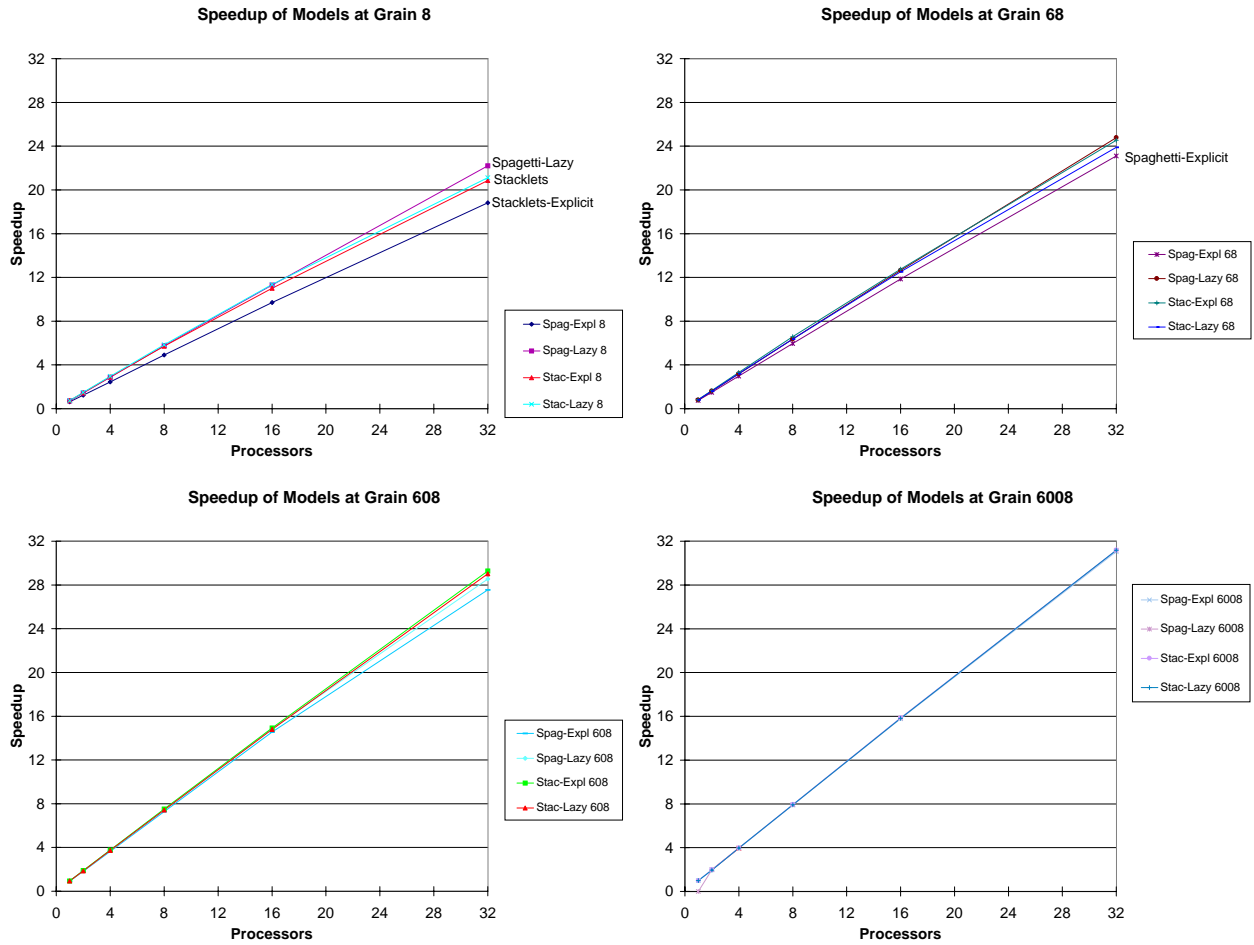 Speedup of Models at Grain 8
32
28
24
20
16
12
8
4
0
Speedup
0 4 8 12 16 20 24 28 32
Processors
Spagetti-Lazy
Stacklets
Stacklets-Explicit
Spag-Expl 8
Spag-Lazy 8
Stac-Expl 8
Stac-Lazy 8
Speedup of Models at Grain 68
32
28
24
20
16
12
8
4
0
Speedup
0 4 8 12 16 20 24 28 32
Processors
Spaghetti-Explicit
Spag-Expl 68
Spag-Lazy 68
Stac-Expl 68
Stac-Lazy 68
Speedup of Models at Grain 608
32
28
24
20
16
12
8
4
0
Speedup
0 4 8 12 16 20 24 28 32
Processors
Spag-Expl 608
Spag-Lazy 608
Stac-Expl 608
Stac-Lazy 608
Speedup of Models at Grain 6008
32
28
24
20
16
12
8
4
0
Speedup
0 4 8 12 16 20 24 28 32
Processors
Spag-Expl 6008
Spag-Lazy 6008
Stac-Expl 6008
Stac-Lazy 6008